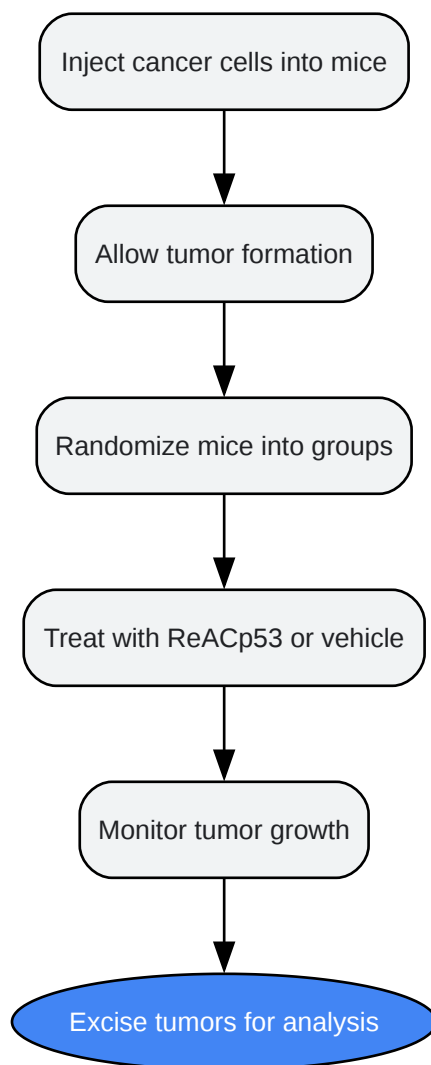 Inject cancer cells into mice
Allow tumor formation
Randomize mice into groups
Treat with ReACp53 or vehicle
Monitor tumor growth
Excise tumors for analysis